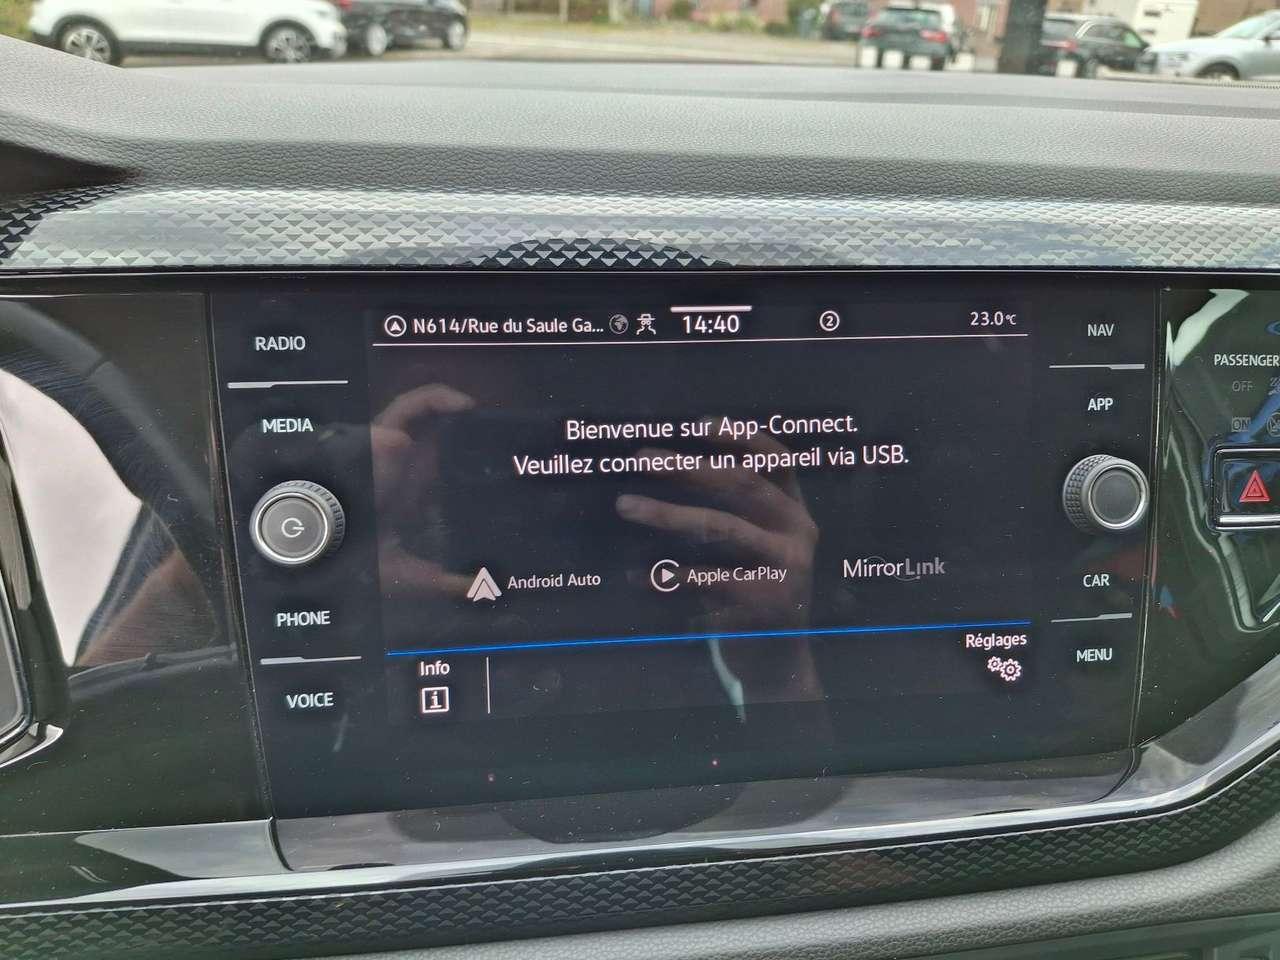 N614/Rue du Saule Ga...
14:40
2
23.0°C
RADIO
MEDIA
PHONE
VOICE
Bienvenue sur App-Connect.
Veuillez connecter un appareil via USB.
Android Auto
Apple CarPlay
MirrorLink
Info
i
Réglages
NAV
APP
CAR
MENU
PASSENGER
OFF
ON